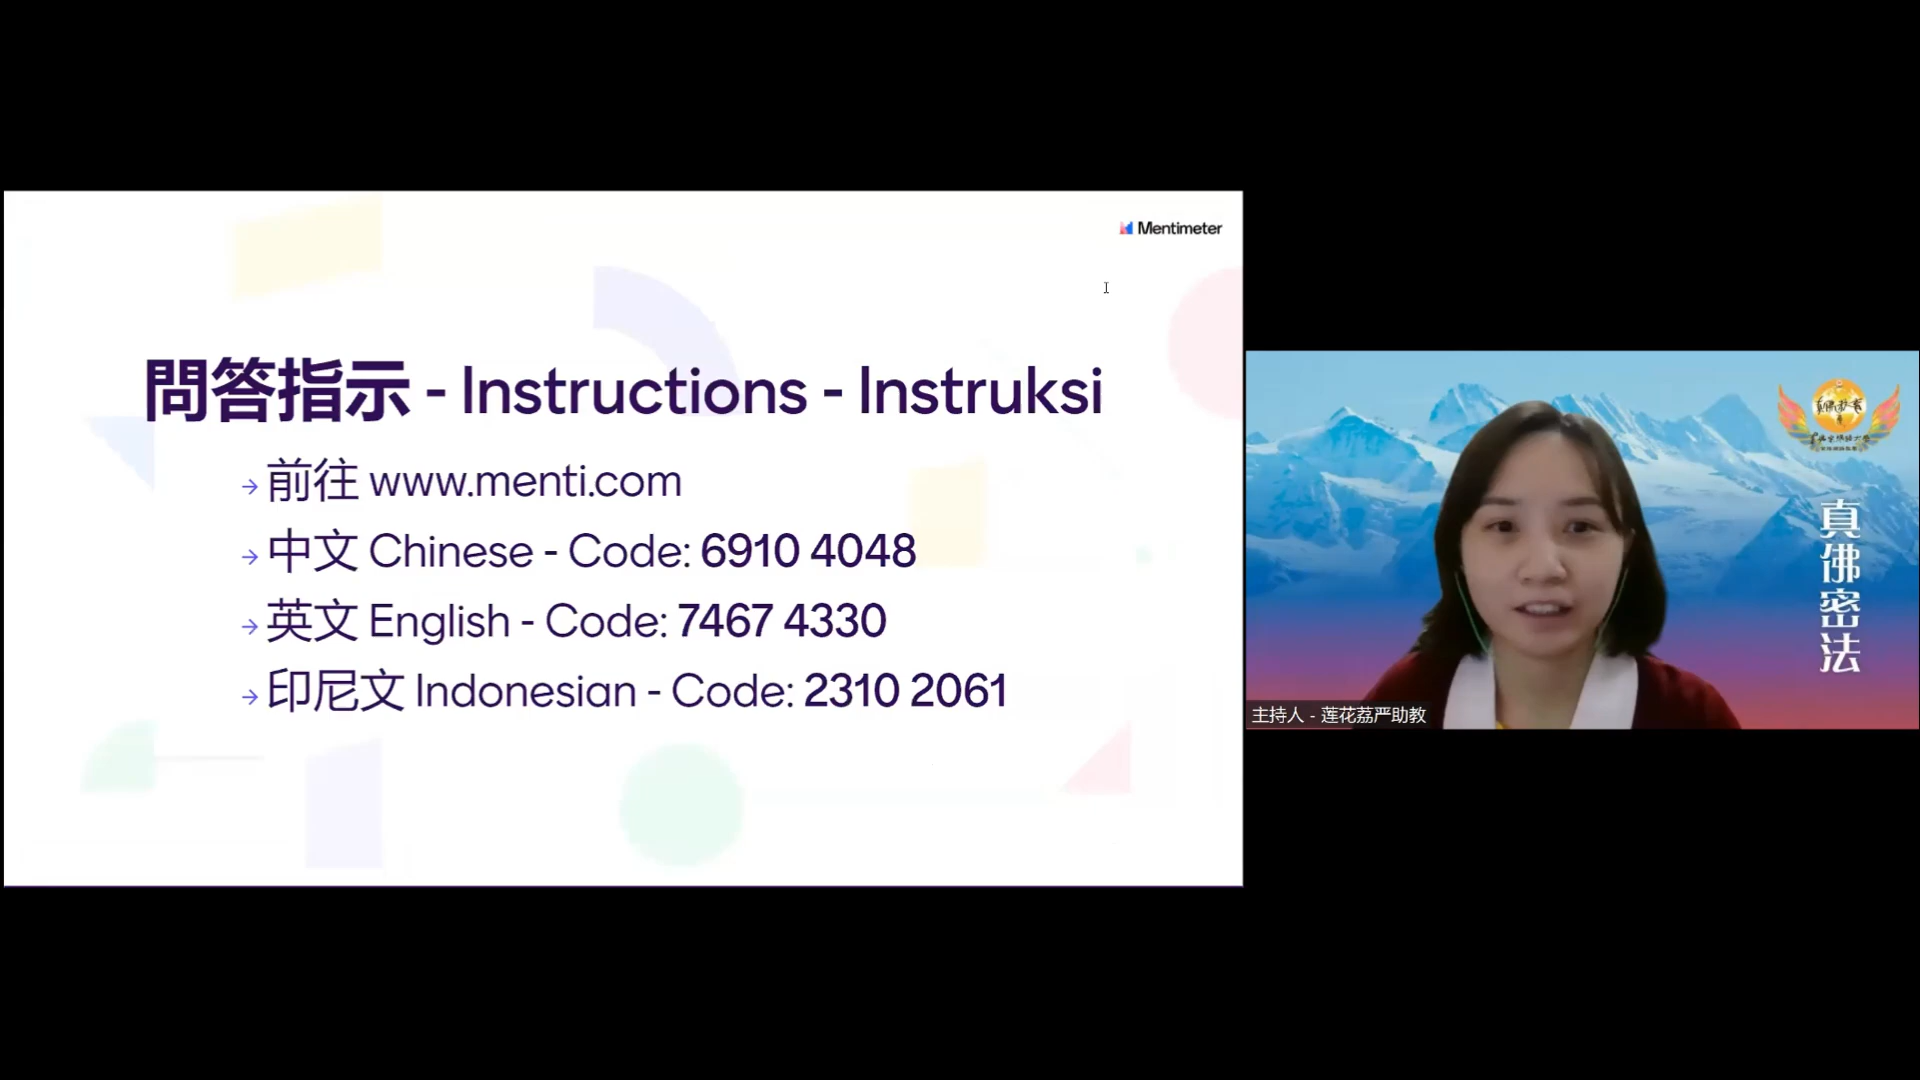 Mentimeter
問答指示 - Instructions - Instruksi
→ 前往 www.menti.com
→ 中文 Chinese - Code: 6910 4048
→ 英文 English - Code: 7467 4330
→ 印尼文 Indonesian - Code: 2310 2061
真佛密法
主持人 - 莲花荔严助教